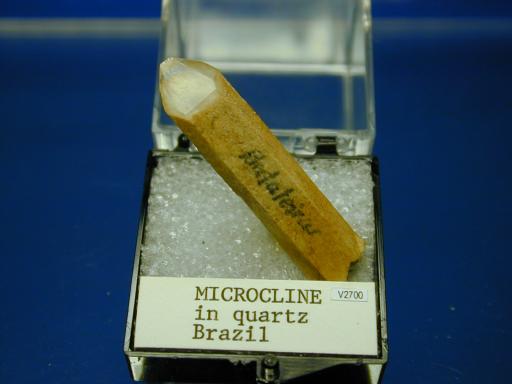 MICROCLINE V2700
in quartz
Brazil